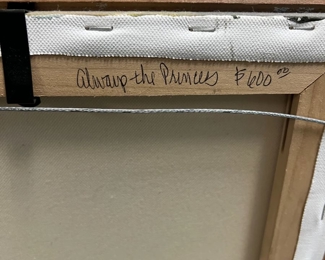 Always the Princess $600.00